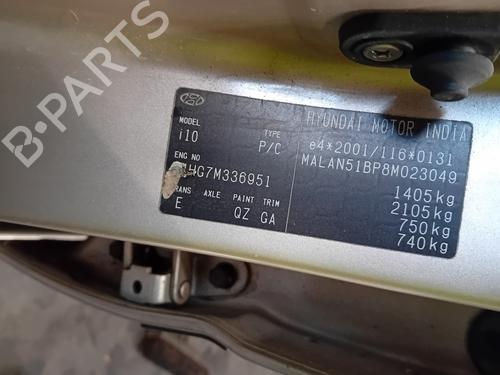 B-PARTS
HYUNDAI MOTOR INDIA
MODEL
i10
TYPE
P/C
e4*2001/116*0131
MALAN51BP8M023049
ENG NO
HG7M336951
1405kg
2105kg
750kg
740kg
TRANS AXLE PAINT TRIM
E QZ GA